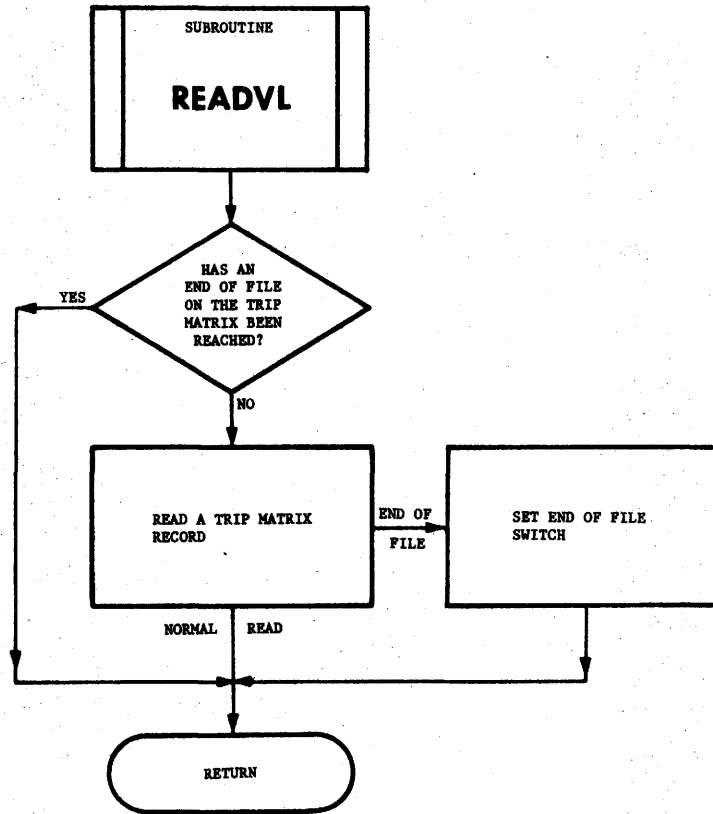 SUBROUTINE
READVL
HAS AN
END OF FILE
ON THE TRIP
MATRIX BEEN
REACHED?
YES
NO
READ A TRIP MATRIX
RECORD
END OF
FILE
SET END OF FILE
SWITCH
NORMAL READ
RETURN